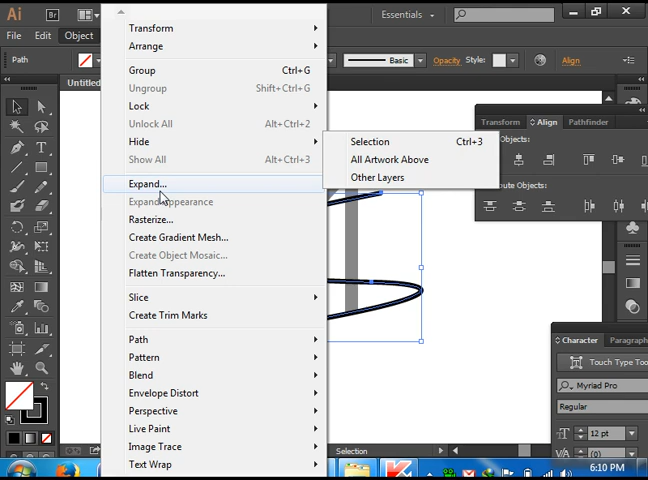 Ai
Br
Essentials
File
Edit
Object
Path
Basic
Opacity
Style:
Align
Untitled
Transform
Arrange
Group Ctrl+G
Ungroup Shift+Ctrl+G
Lock
Unlock All Alt+Ctrl+2
Hide
Show All Alt+Ctrl+3
Expand...
Expand Appearance
Rasterize...
Create Gradient Mesh...
Create Object Mosaic...
Flatten Transparency...
Slice
Create Trim Marks
Path
Pattern
Blend
Envelope Distort
Perspective
Live Paint
Image Trace
Text Wrap
Selection Ctrl+3
All Artwork Above
Other Layers
Transform
Align
Pathfinder
Objects:
ute Objects:
Character
Paragraph
Touch Type Too
Myriad Pro
Regular
12 pt
(0)
Selection
6:10 PM